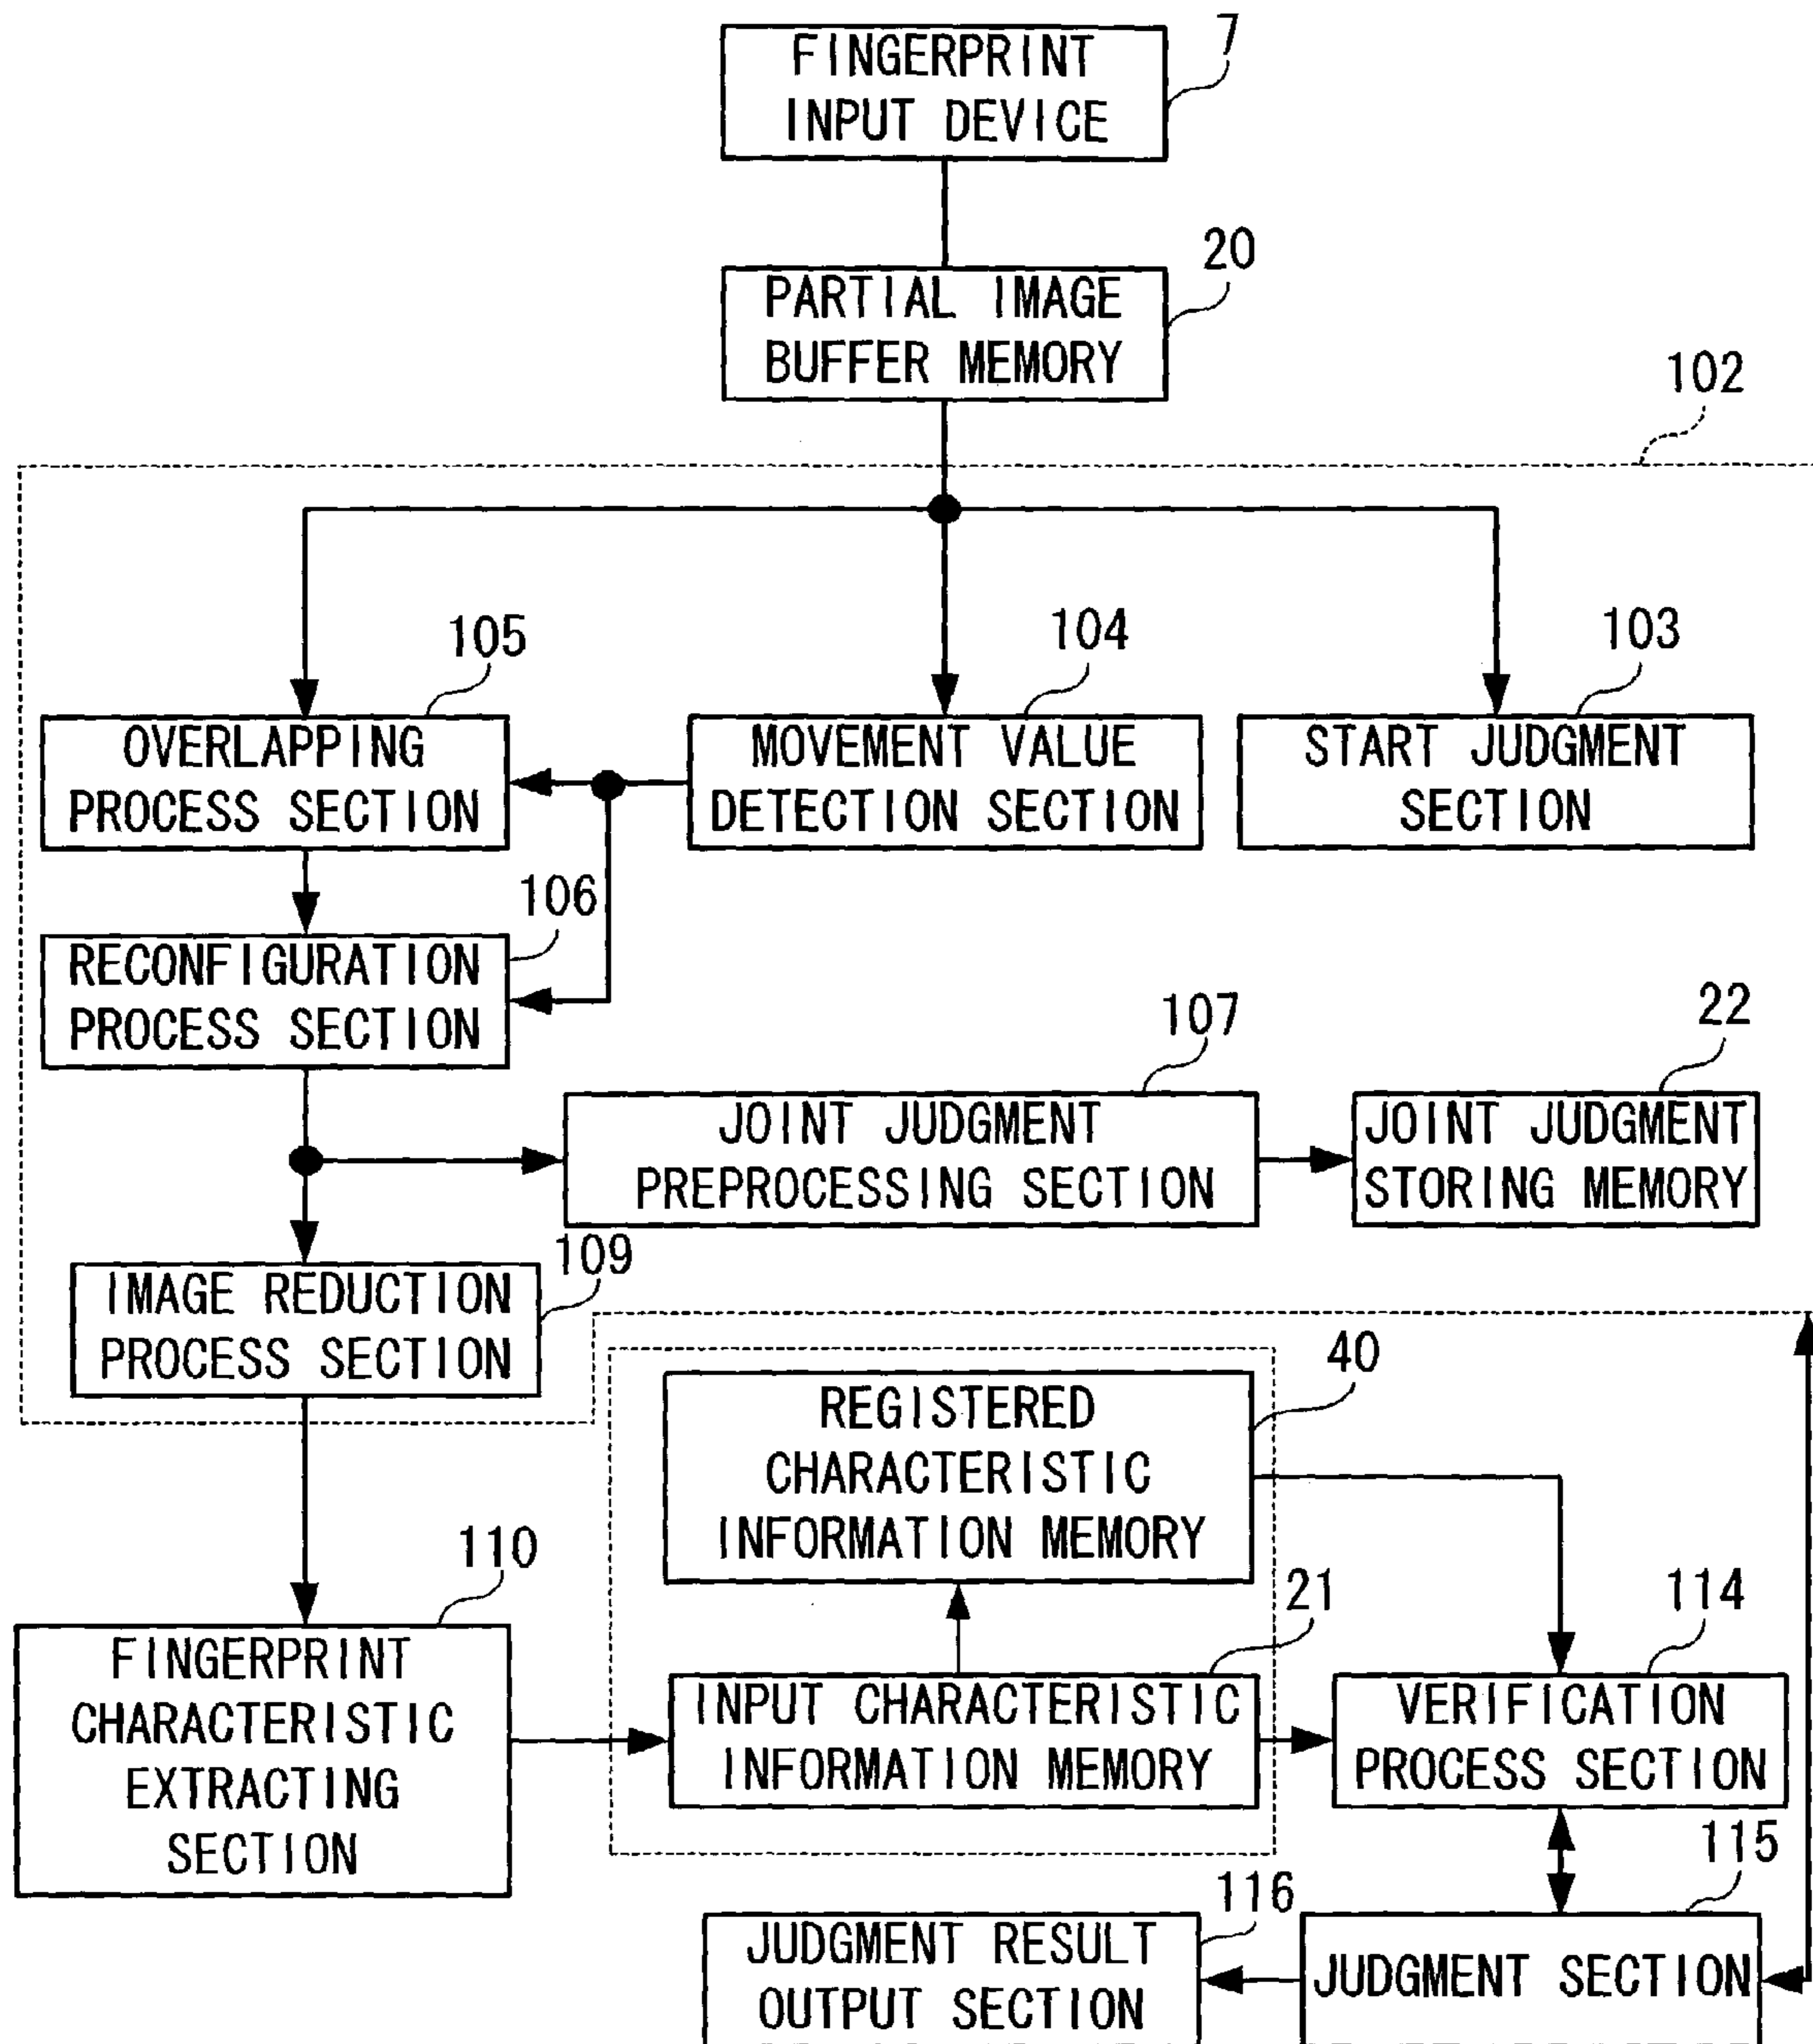 7
FINGERPRINT
INPUT DEVICE
20
PARTIAL IMAGE
BUFFER MEMORY
102
105
104
103
OVERLAPPING
PROCESS SECTION
MOVEMENT VALUE
DETECTION SECTION
START JUDGMENT
SECTION
106
RECONFIGURATION
PROCESS SECTION
107
22
JOINT JUDGMENT
PREPROCESSING SECTION
JOINT JUDGMENT
STORING MEMORY
109
IMAGE REDUCTION
PROCESS SECTION
40
REGISTERED
CHARACTERISTIC
INFORMATION MEMORY
110
21
114
FINGERPRINT
CHARACTERISTIC
EXTRACTING
SECTION
INPUT CHARACTERISTIC
INFORMATION MEMORY
VERIFICATION
PROCESS SECTION
115
116
JUDGMENT RESULT
OUTPUT SECTION
JUDGMENT SECTION